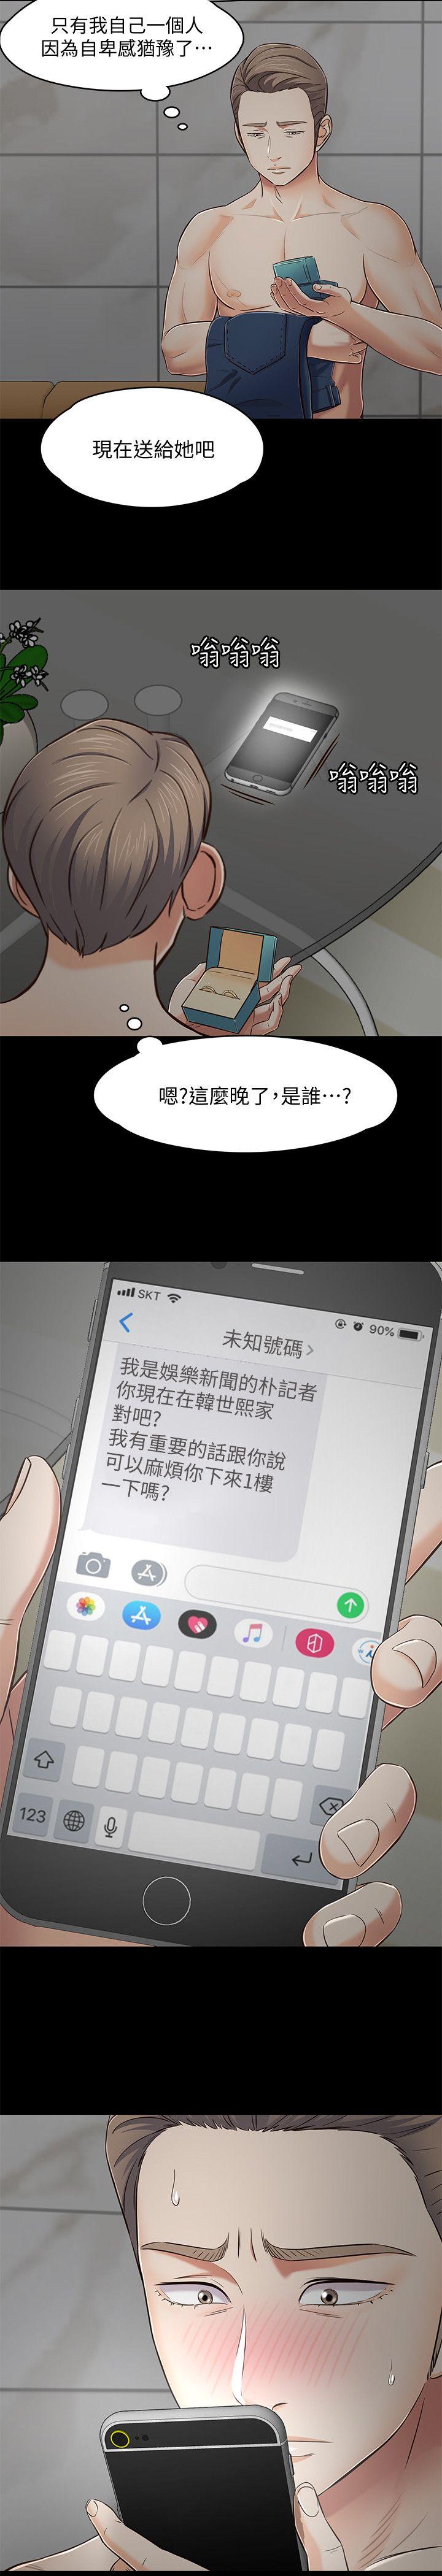 只有我自己一個人
因為自卑感猶豫了⋯
現在送給她吧
嗡嗡嗡
嗡嗡嗡
嗯?這麼晚了,是誰⋯?
SKT
90%
未知號碼
我是娛樂新聞的朴記者
你現在在韓世熙家
對吧?
我有重要的話跟你說
可以麻煩你下來1樓
一下嗎?
123